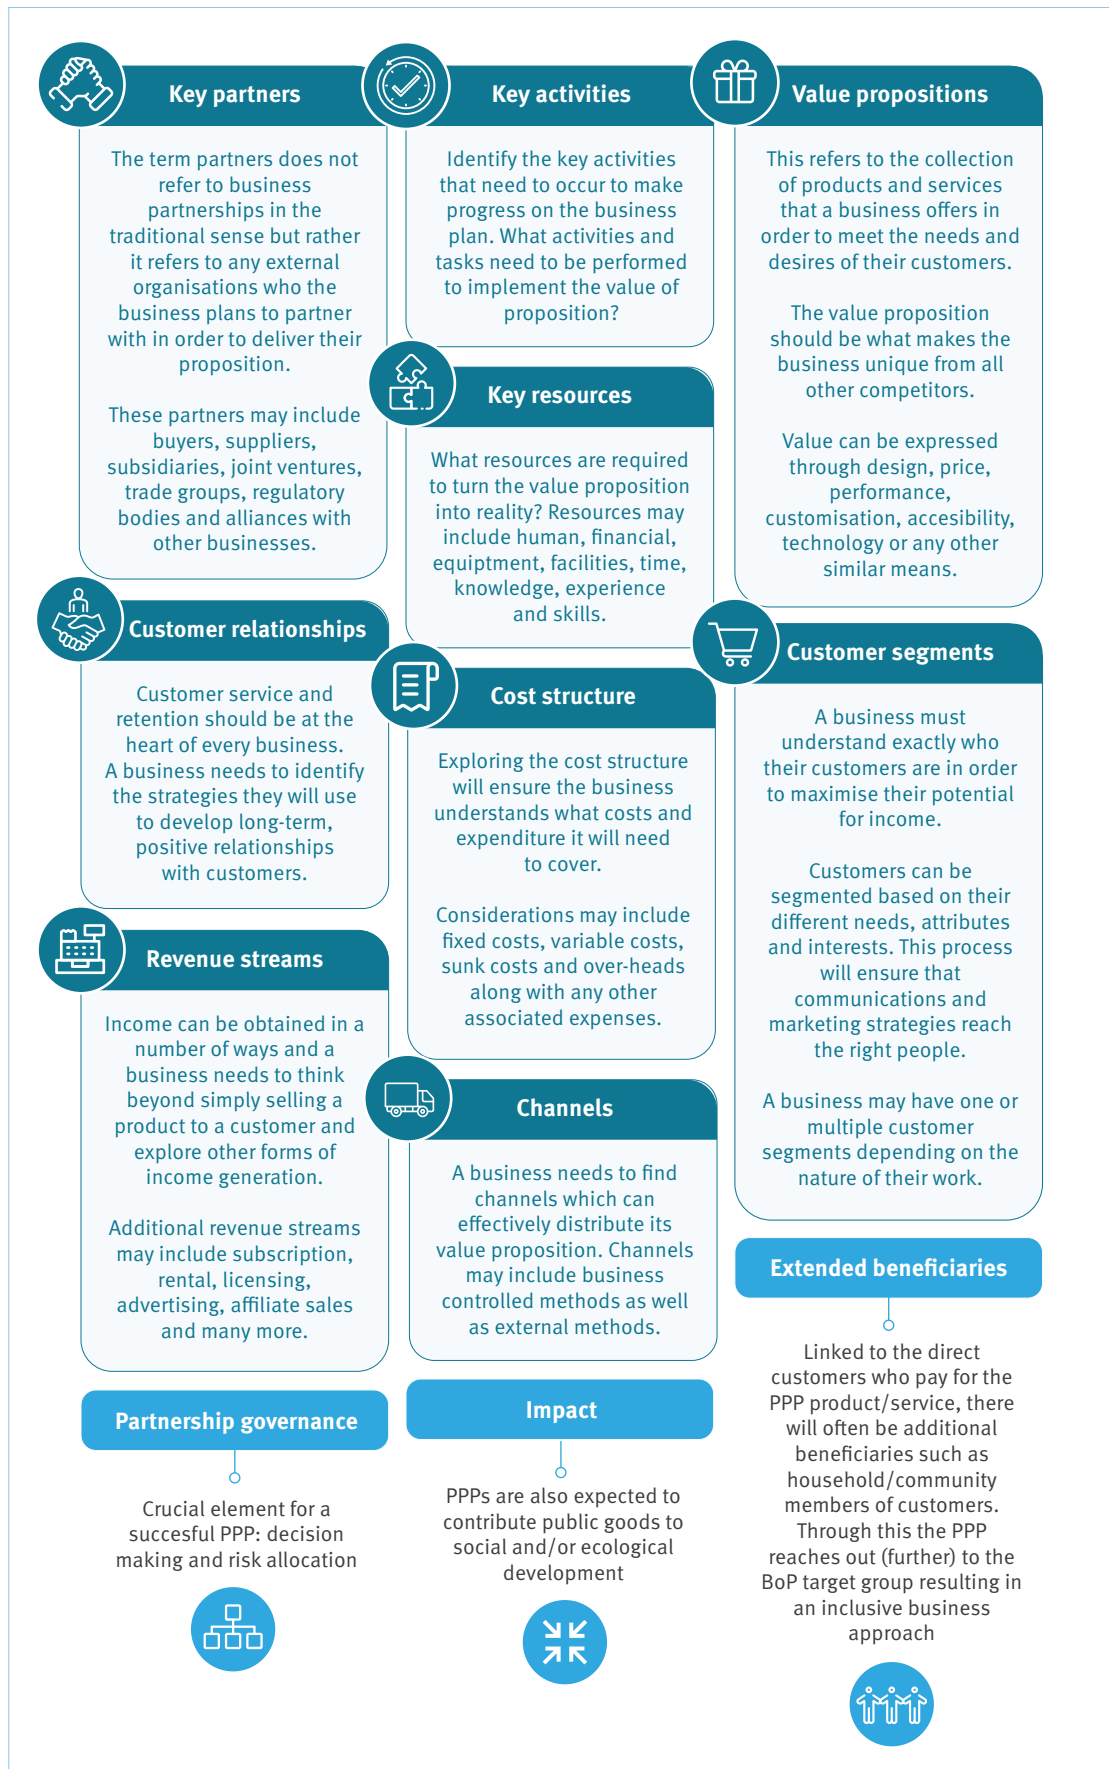 Key partners
The term partners does not
refer to business
partnerships in the
traditional sense but rather
it refers to any external
organisations who the
business plans to partner
with in order to deliver their
proposition.
These partners may include
buyers, suppliers,
subsidiaries, joint ventures,
trade groups, regulatory
bodies and alliances with
other businesses.
Customer relationships
Customer service and
retention should be at the
heart of every business.
A business needs to identify
the strategies they will use
to develop long-term,
positive relationships
with customers.
Revenue streams
Income can be obtained in a
number of ways and a
business needs to think
beyond simply selling a
product to a customer and
explore other forms of
income generation.
Additional revenue streams
may include subscription,
rental, licensing,
advertising, affiliate sales
and many more.
Partnership governance
Crucial element for a
succesful PPP: decision
making and risk allocation
Key activities
Identify the key activities
that need to occur to make
progress on the business
plan. What activities and
tasks need to be performed
to implement the value of
proposition?
Key resources
What resources are required
to turn the value proposition
into reality? Resources may
include human, financial,
equiptment, facilities, time,
knowledge, experience
and skills.
Cost structure
Exploring the cost structure
will ensure the business
understands what costs and
expenditure it will need
to cover.
Considerations may include
fixed costs, variable costs,
sunk costs and over-heads
along with any other
associated expenses.
Channels
A business needs to find
channels which can
effectively distribute its
value proposition. Channels
may include business
controlled methods as well
as external methods.
Impact
PPPs are also expected to
contribute public goods to
social and/or ecological
development
Value propositions
This refers to the collection
of products and services
that a business offers in
order to meet the needs and
desires of their customers.
The value proposition
should be what makes the
business unique from all
other competitors.
Value can be expressed
through design, price,
performance,
customisation, accesibility,
technology or any other
similar means.
Customer segments
A business must
understand exactly who
their customers are in order
to maximise their potential
for income.
Customers can be
segmented based on their
different needs, attributes
and interests. This process
will ensure that
communications and
marketing strategies reach
the right people.
A business may have one or
multiple customer
segments depending on the
nature of their work.
Extended beneficiaries
Linked to the direct
customers who pay for the
PPP product/service, there
will often be additional
beneficiaries such as
household/community
members of customers.
Through this the PPP
reaches out (further) to the
BoP target group resulting in
an inclusive business
approach